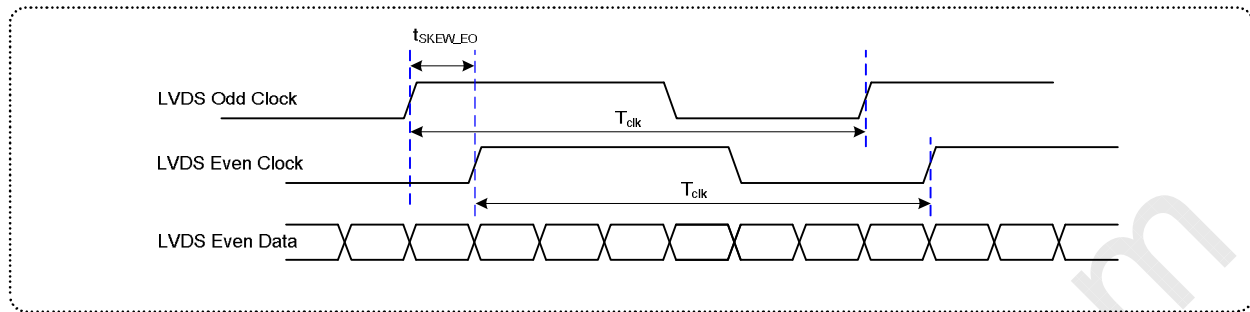 tSKEW_EO
LVDS Odd Clock
Tclk
LVDS Even Clock
Tclk
LVDS Even Data
m